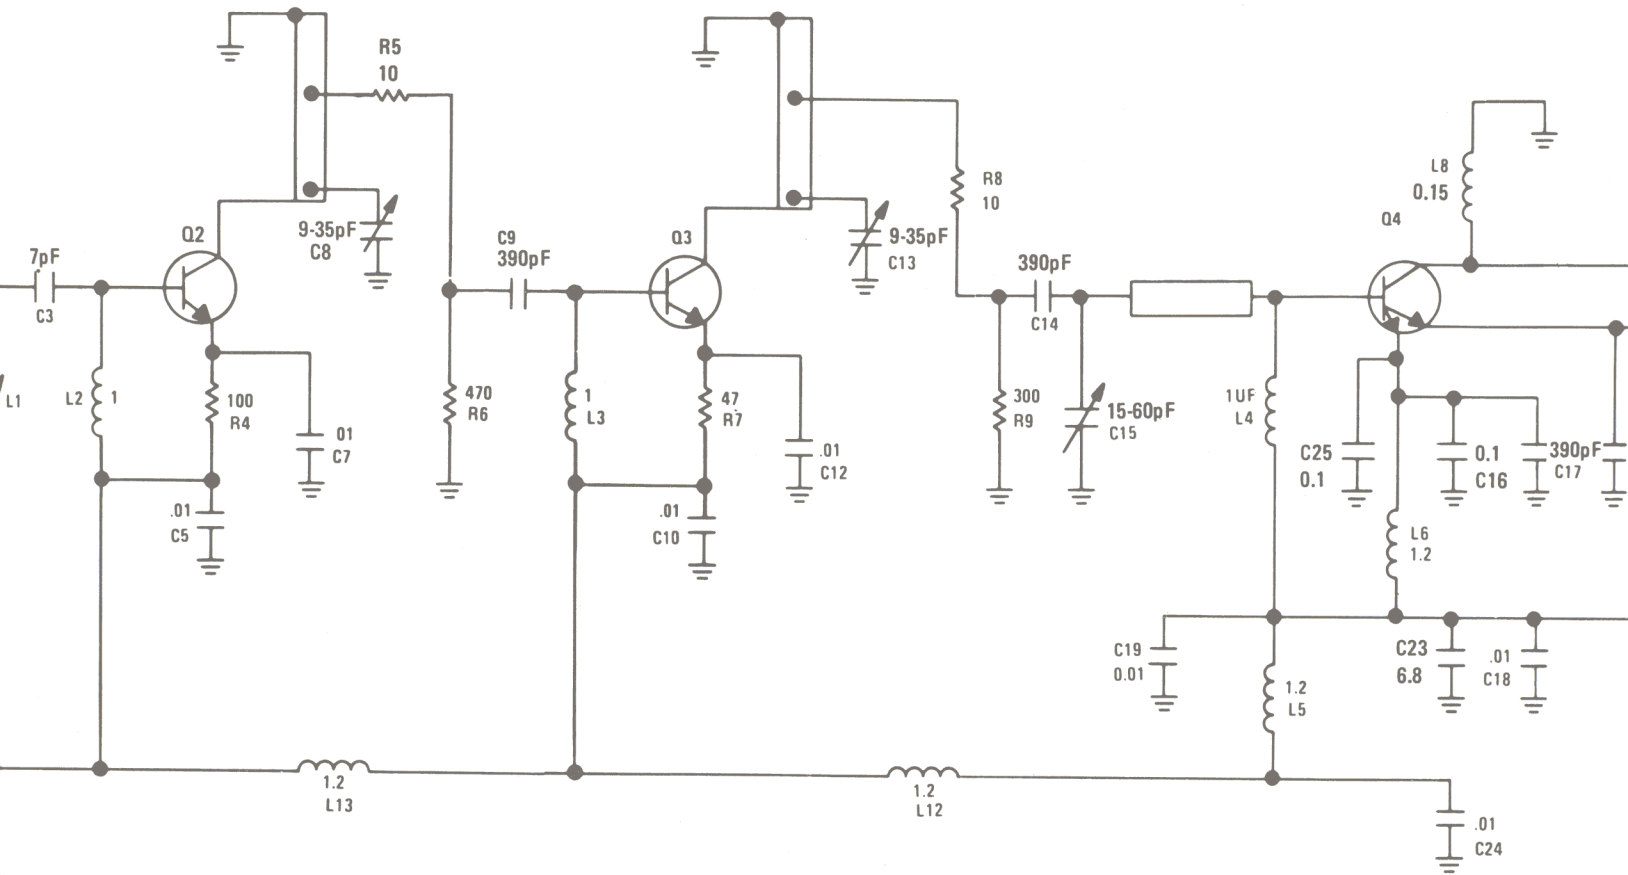 R5
10
Q2
7pF
C3
9-35pF
C8
L1
L2
1
100
R4
01
C7
.01
C5
470
R6
C9
390pF
Q3
9-35pF
C13
1
L3
47
R7
.01
C12
.01
C10
R8
10
390pF
C14
300
R9
15-60pF
C15
L8
0.15
Q4
1UF
L4
C25
0.1
0.1
C16
390pF
C17
L6
1.2
C19
0.01
1.2
L5
C23
6.8
.01
C18
1.2
L13
1.2
L12
.01
C24